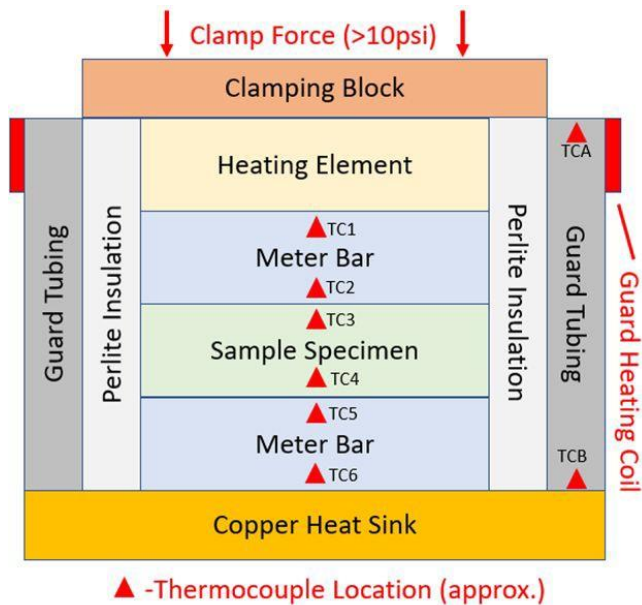 Clamp Force (>10psi)
Clamping Block
Heating Element
TCA
TC1
Meter Bar
TC2
TC3
Sample Specimen
TC4
TC5
Meter Bar
TC6
TCB
Guard Tubing
Perlite Insulation
Perlite Insulation
Guard Tubing
Guard Heating Coil
Copper Heat Sink
-Thermocouple Location (approx.)